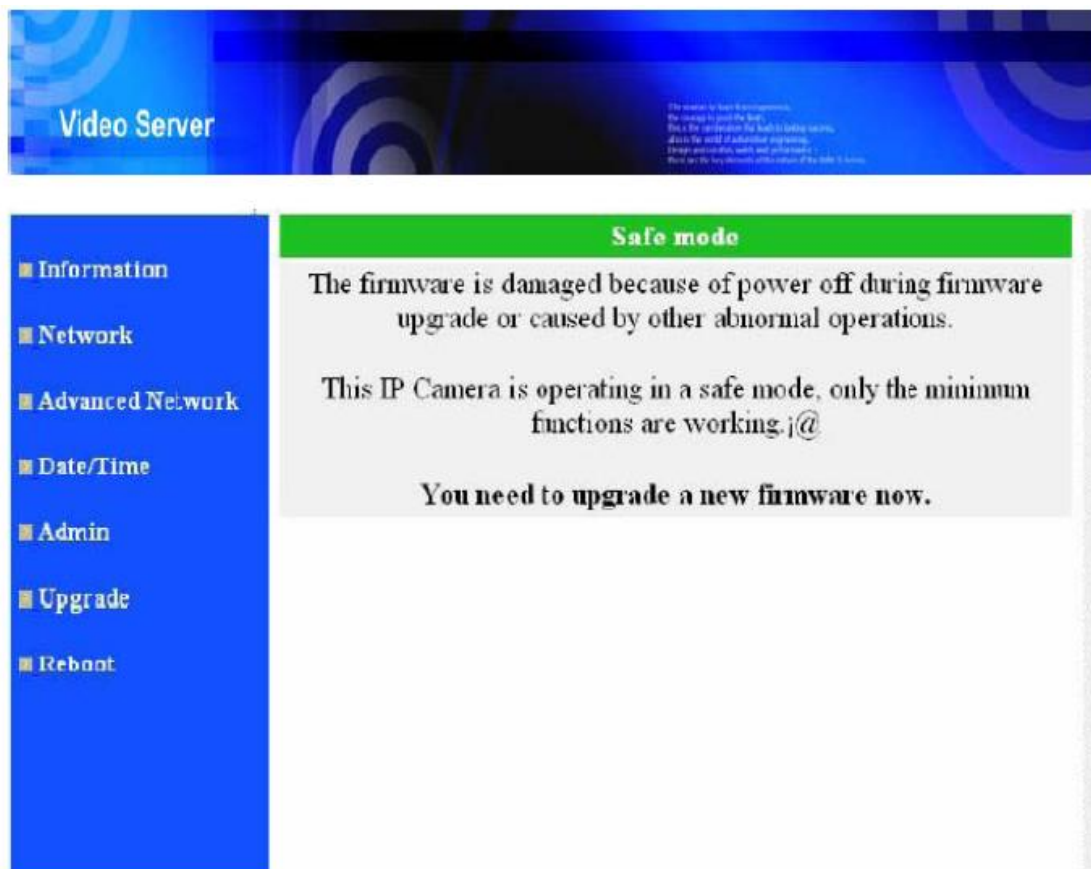 Video Server
Safe mode
The firmware is damaged because of power off during firmware
upgrade or caused by other abnormal operations.
This IP Camera is operating in a safe mode, only the minimum
functions are working.¡@
You need to upgrade a new firmware now.
Information
Network
Advanced Network
Date/Time
Admin
Upgrade
Reboot